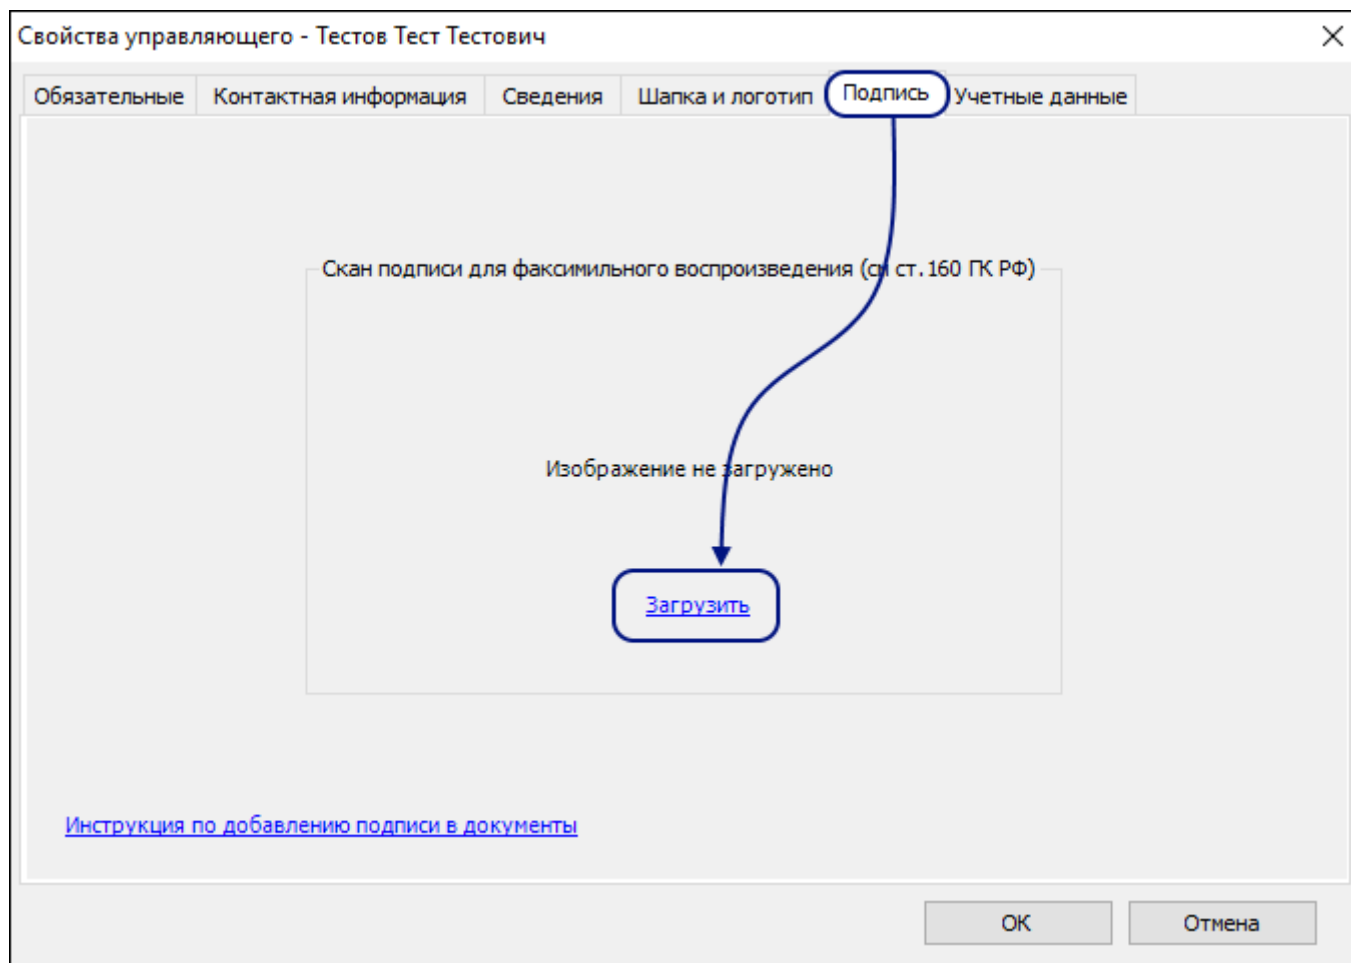 Свойства управляющего - Тестов Тест Тестович
Обязательные Контактная информация Сведения Шапка и логотип Подпись Учетные данные
Скан подписи для факсимильного воспроизведения (см ст.160 ГК РФ)
Изображение не загружено
Загрузить
Инструкция по добавлению подписи в документы
ОК Отмена